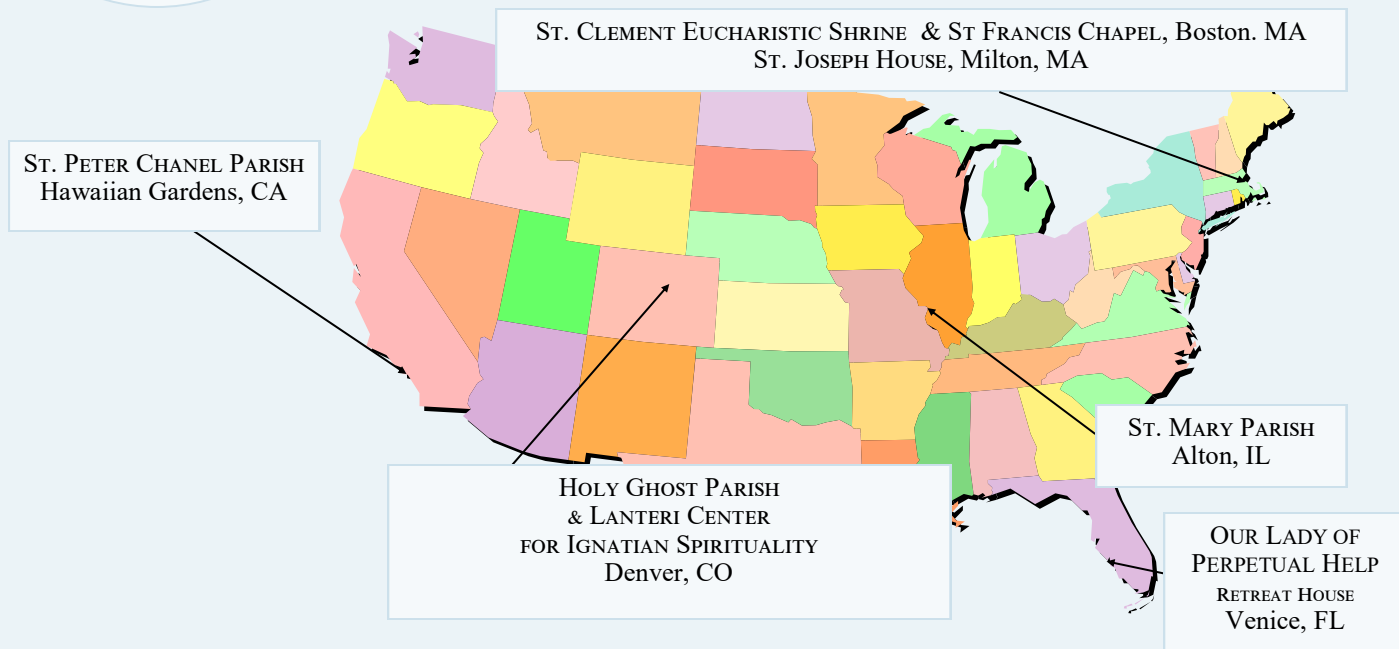 St. Clement Eucharistic Shrine & St Francis Chapel, Boston. MA
St. Joseph House, Milton, MA
St. Peter Chanel Parish
Hawaiian Gardens, CA
St. Mary Parish
Alton, IL
Holy Ghost Parish
& Lanteri Center
for Ignatian Spirituality
Denver, CO
Our Lady of
Perpetual Help
Retreat House
Venice, FL